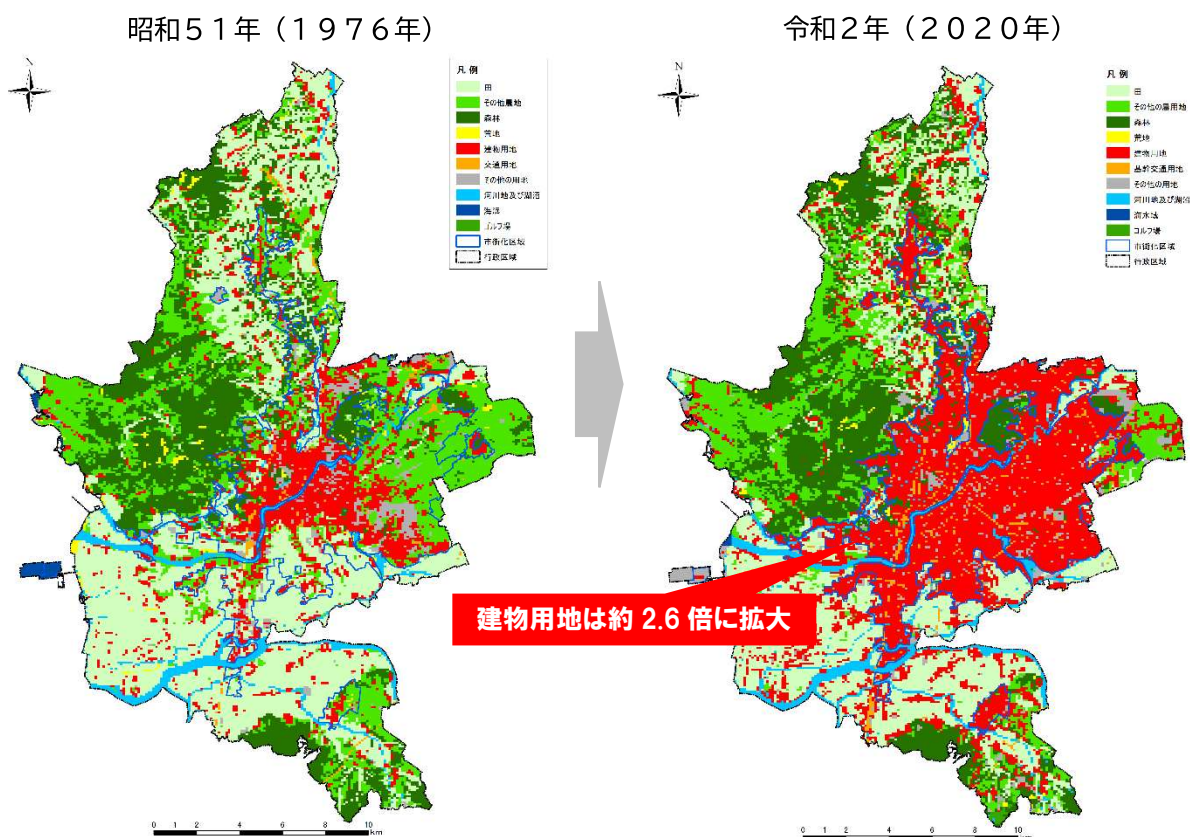 昭和５１年（１９７６年）
令和２年（２０２０年）
N
凡 例
田
その他農地
森林
荒地
建物用地
交通用地
その他の用地
河川地及び湖沼
海浜
ゴルフ場
市街化区域
行政区域
N
凡 例
田
その他の農用地
森林
荒地
建物用地
基幹交通用地
その他の用地
河川地及び湖沼
海水域
ゴルフ場
市街化区域
行政区域
建物用地は約 2.6 倍に拡大
0 1 2 4 6 8 10
km
0 1 2 4 6 8 10